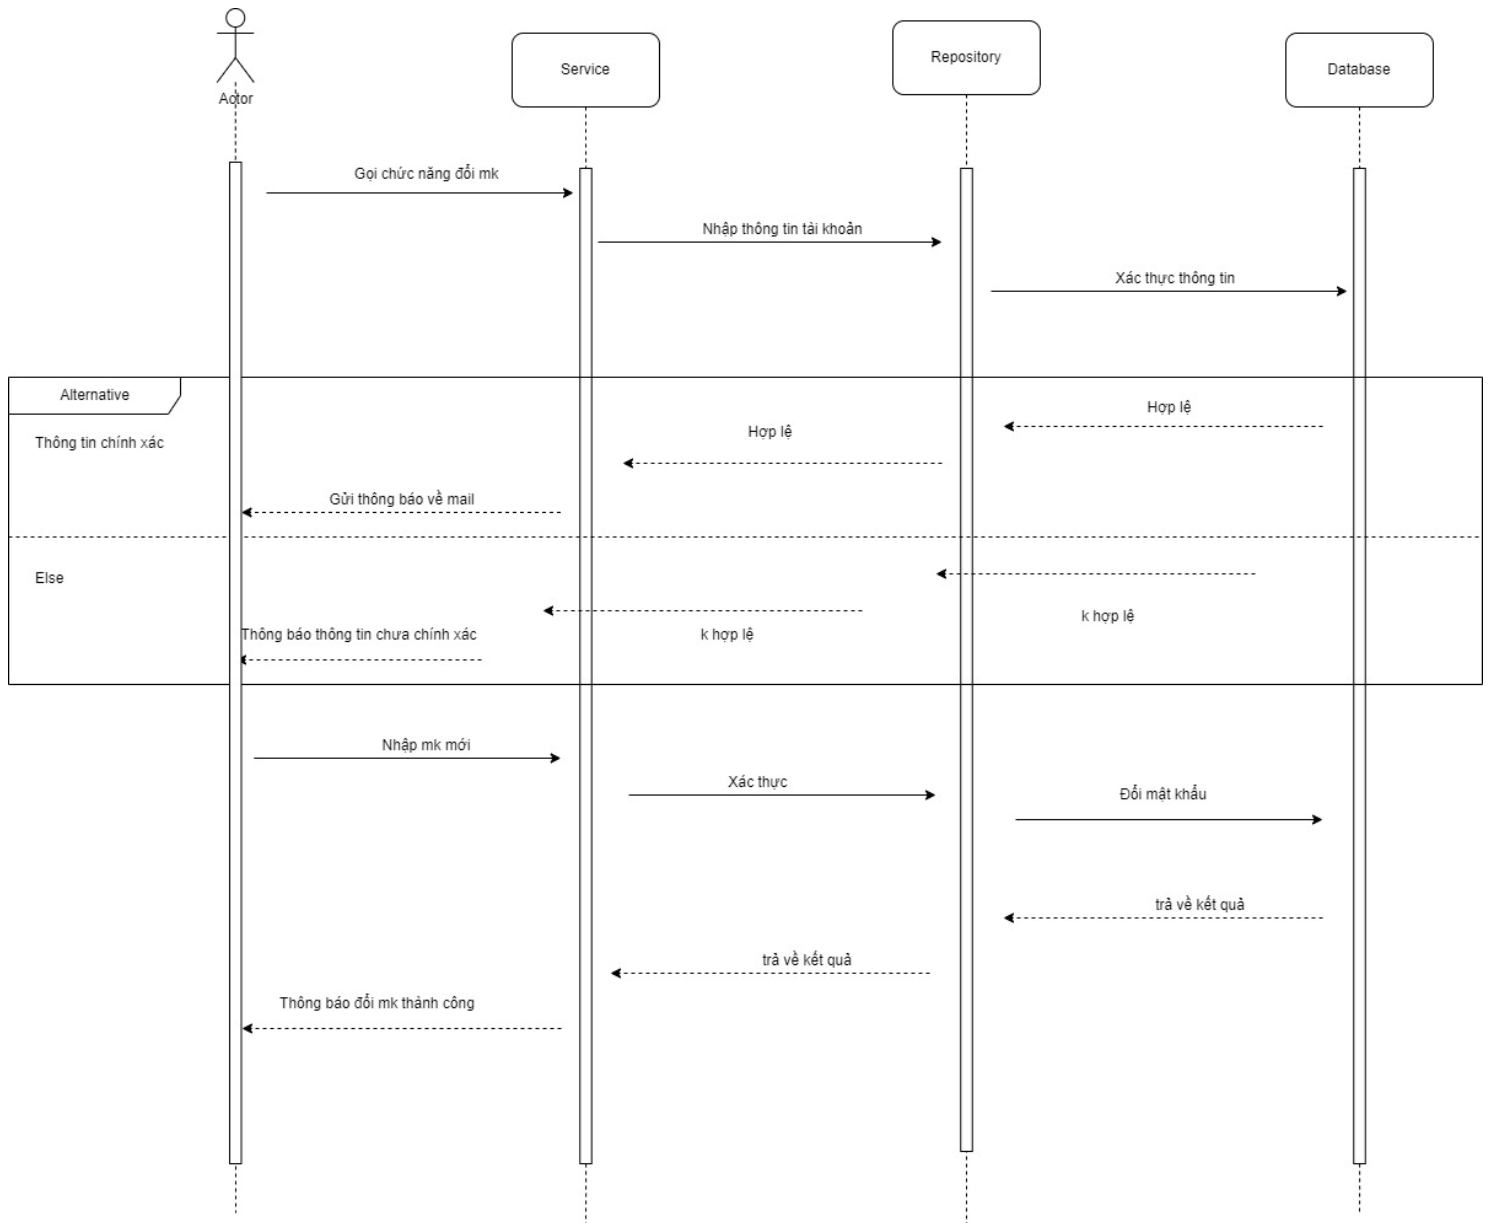 Actor
Service
Repository
Database
Gọi chức năng đổi mk
Nhập thông tin tài khoản
Xác thực thông tin
Alternative
Thông tin chính xác
Hợp lệ
Hợp lệ
Gửi thông báo về mail
Else
k hợp lệ
k hợp lệ
Thông báo thông tin chưa chính xác
Nhập mk mới
Xác thực
Đổi mật khẩu
trả về kết quả
trả về kết quả
Thông báo đổi mk thành công